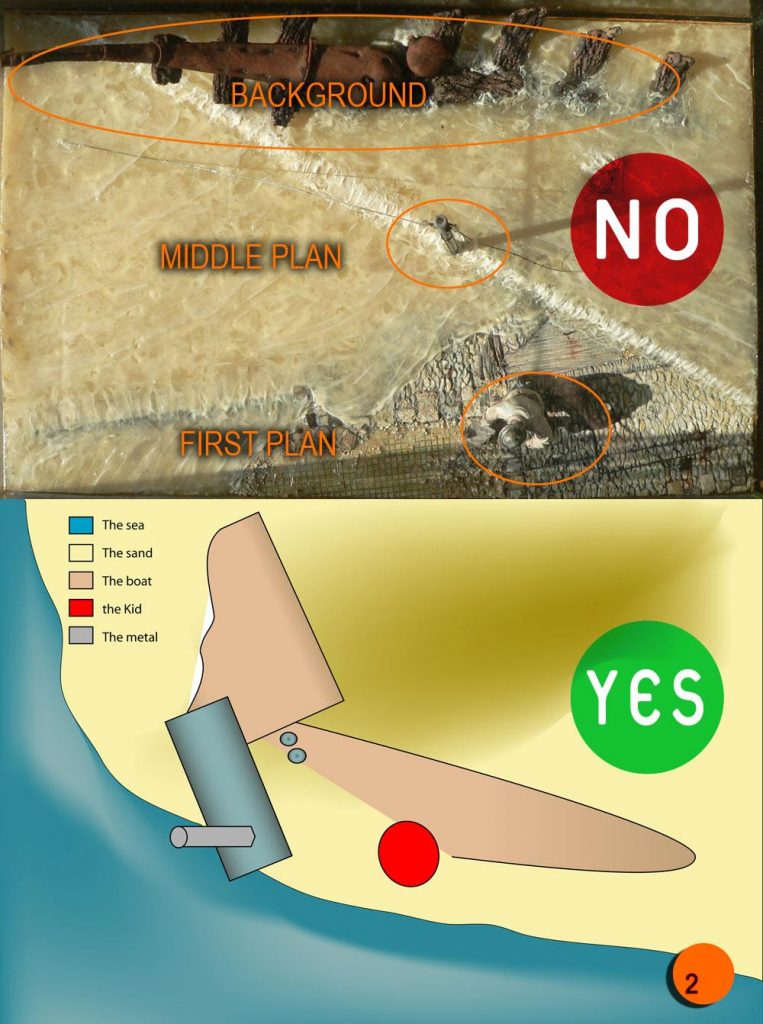 BACKGROUND
NO
MIDDLE PLAN
FIRST PLAN
The sea
The sand
The boat
the Kid
The metal
YES
2